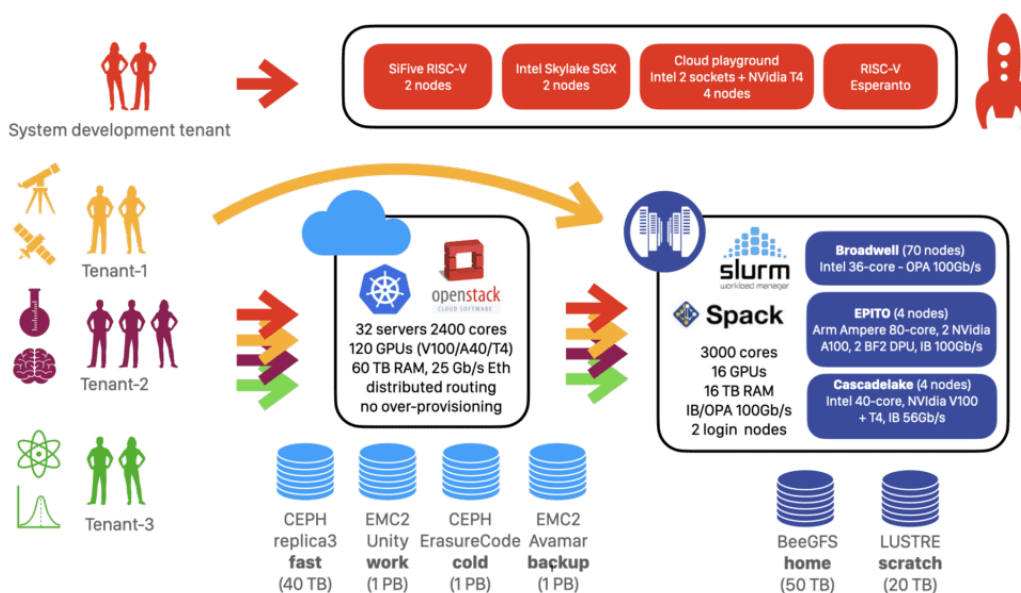 System development tenant
SiFive RISC-V
2 nodes
Intel Skylake SGX
2 nodes
Cloud playground
Intel 2 sockets + NVidia T4
4 nodes
RISC-V
Esperanto
Tenant-1
Tenant-2
Tenant-3
openstack
CLOUD SOFTWARE
32 servers 2400 cores
120 GPUs (V100/A40/T4)
60 TB RAM, 25 Gb/s Eth
distributed routing
no over-provisioning
slurm
workload manager
Spack
3000 cores
16 GPUs
16 TB RAM
IB/OPA 100Gb/s
2 login nodes
Broadwell (70 nodes)
Intel 36-core - OPA 100Gb/s
EPITO (4 nodes)
Arm Ampere 80-core, 2 NVidia
A100, 2 BF2 DPU, IB 100Gb/s
Cascadelake (4 nodes)
Intel 40-core, NVIdia V100
+ T4, IB 56Gb/s
CEPH
replica3
fast
(40 TB)
EMC2
Unity
work
(1 PB)
CEPH
ErasureCode
cold
(1 PB)
EMC2
Avamar
backup
(1 PB)
BeeGFS
home
(50 TB)
LUSTRE
scratch
(20 TB)